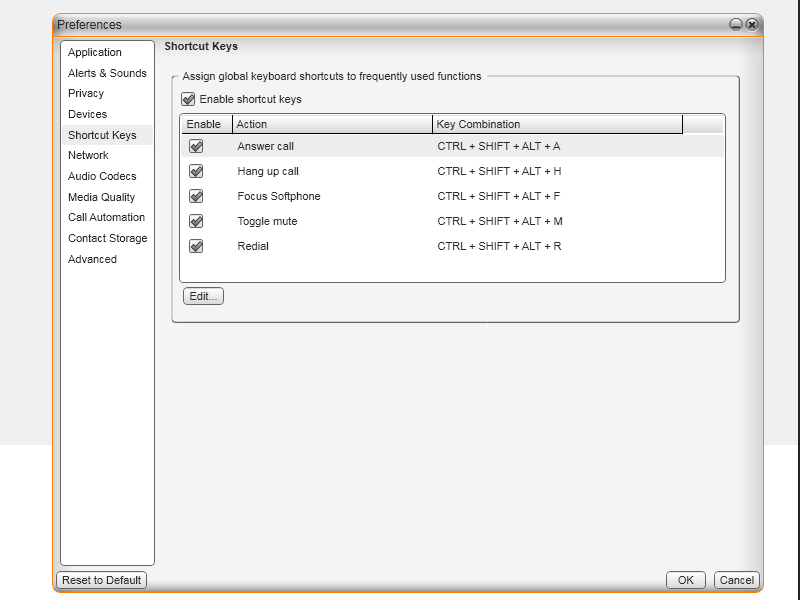 Preferences
Application
Alerts & Sounds
Privacy
Devices
Shortcut Keys
Network
Audio Codecs
Media Quality
Call Automation
Contact Storage
Advanced
Shortcut Keys
Assign global keyboard shortcuts to frequently used functions
Enable shortcut keys
Enable Action Key Combination
Answer call CTRL + SHIFT + ALT + A
Hang up call CTRL + SHIFT + ALT + H
Focus Softphone CTRL + SHIFT + ALT + F
Toggle mute CTRL + SHIFT + ALT + M
Redial CTRL + SHIFT + ALT + R
Edit...
Reset to Default OK Cancel